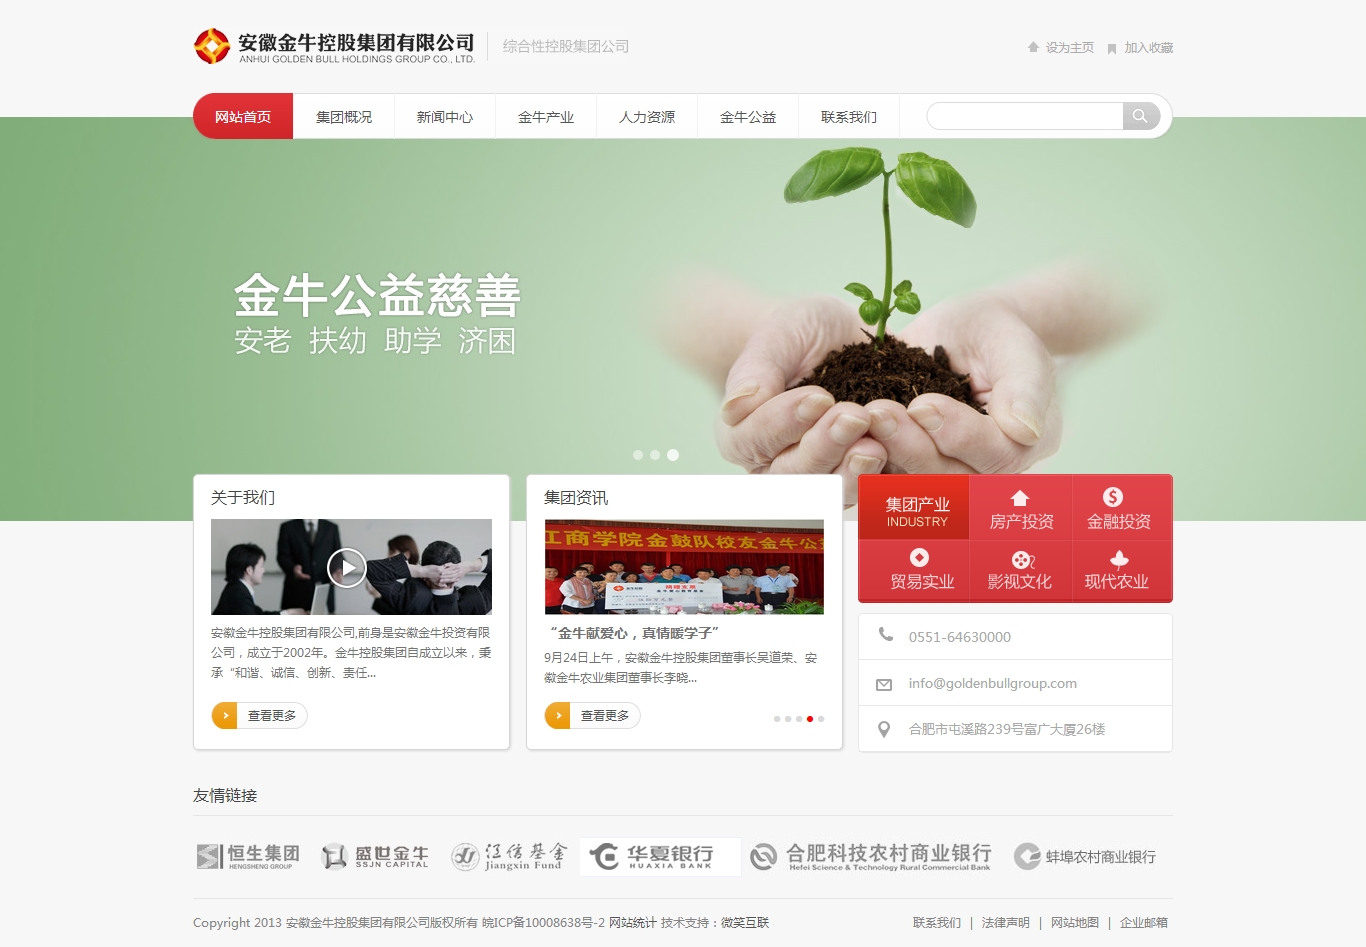 安徽金牛控股集团有限公司
ANHUI GOLDEN BULL HOLDINGS GROUP CO., LTD.
综合性控股集团公司
设为主页 加入收藏
网站首页 集团概况 新闻中心 金牛产业 人力资源 金牛公益 联系我们
金牛公益慈善
安老 扶幼 助学 济困
关于我们
安徽金牛控股集团有限公司,前身是安徽金牛投资有限
公司，成立于2002年。金牛控股集团自成立以来，秉
承“和谐、诚信、创新、责任...
查看更多
集团资讯
江商学院金鼓队校友金牛公益
“金牛献爱心，真情暖学子”
9月24日上午，安徽金牛控股集团董事长吴道荣、安
徽金牛农业集团董事长李晓...
查看更多
集团产业
INDUSTRY
房产投资
金融投资
贸易实业
影视文化
现代农业
0551-64630000
info@goldenbullgroup.com
合肥市屯溪路239号富广大厦26楼
友情链接
恒生集团
HENGSHENG GROUP
盛世金牛
SSJN CAPITAL
江信基金
Jiangxin Fund
华夏银行
HUAXIA BANK
合肥科技农村商业银行
Hefei Science & Technology Rural Commercial Bank
蚌埠农村商业银行
Copyright 2013 安徽金牛控股集团有限公司版权所有 皖ICP备10008638号-2 网站统计 技术支持：微笑互联
联系我们 | 法律声明 | 网站地图 | 企业邮箱